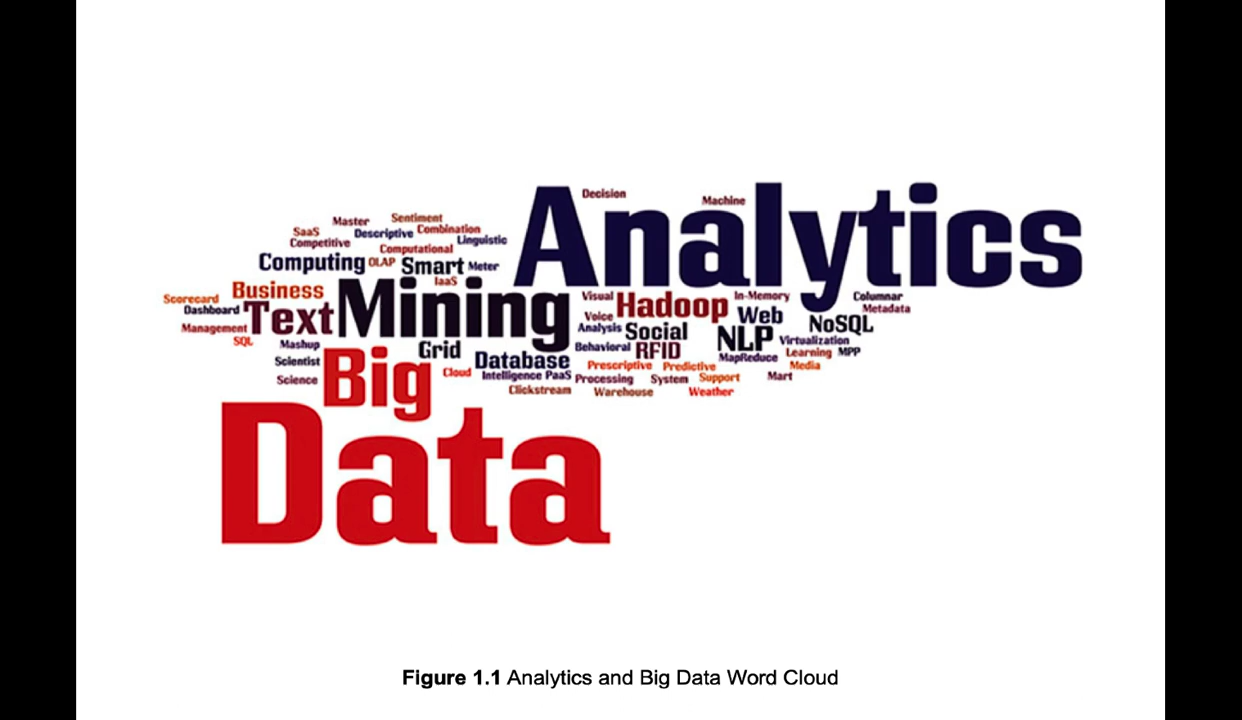 Decision
Machine
Analytics
Master
Sentiment
SaaS
Descriptive
Combination
Competitive
Linguistic
Computational
Computing
OLAP
Smart
Meter
IaaS
Business
Scorecard
Mining
Dashboard
Text
Visual
Hadoop
In-Memory
Columnar
Metadata
Voice
Web
NoSQL
Management
Analysis
Social
NLP
SQL
Mashup
Grid
Behavioral
RFID
Virtualization
Scientist
Database
MapReduce
Learning
MPP
Big
Cloud
Prescriptive
Predictive
Media
Science
Intelligence
PaaS
Processing
System
Support
Mart
Clickstream
Warehouse
Weather
Data
Figure 1.1 Analytics and Big Data Word Cloud